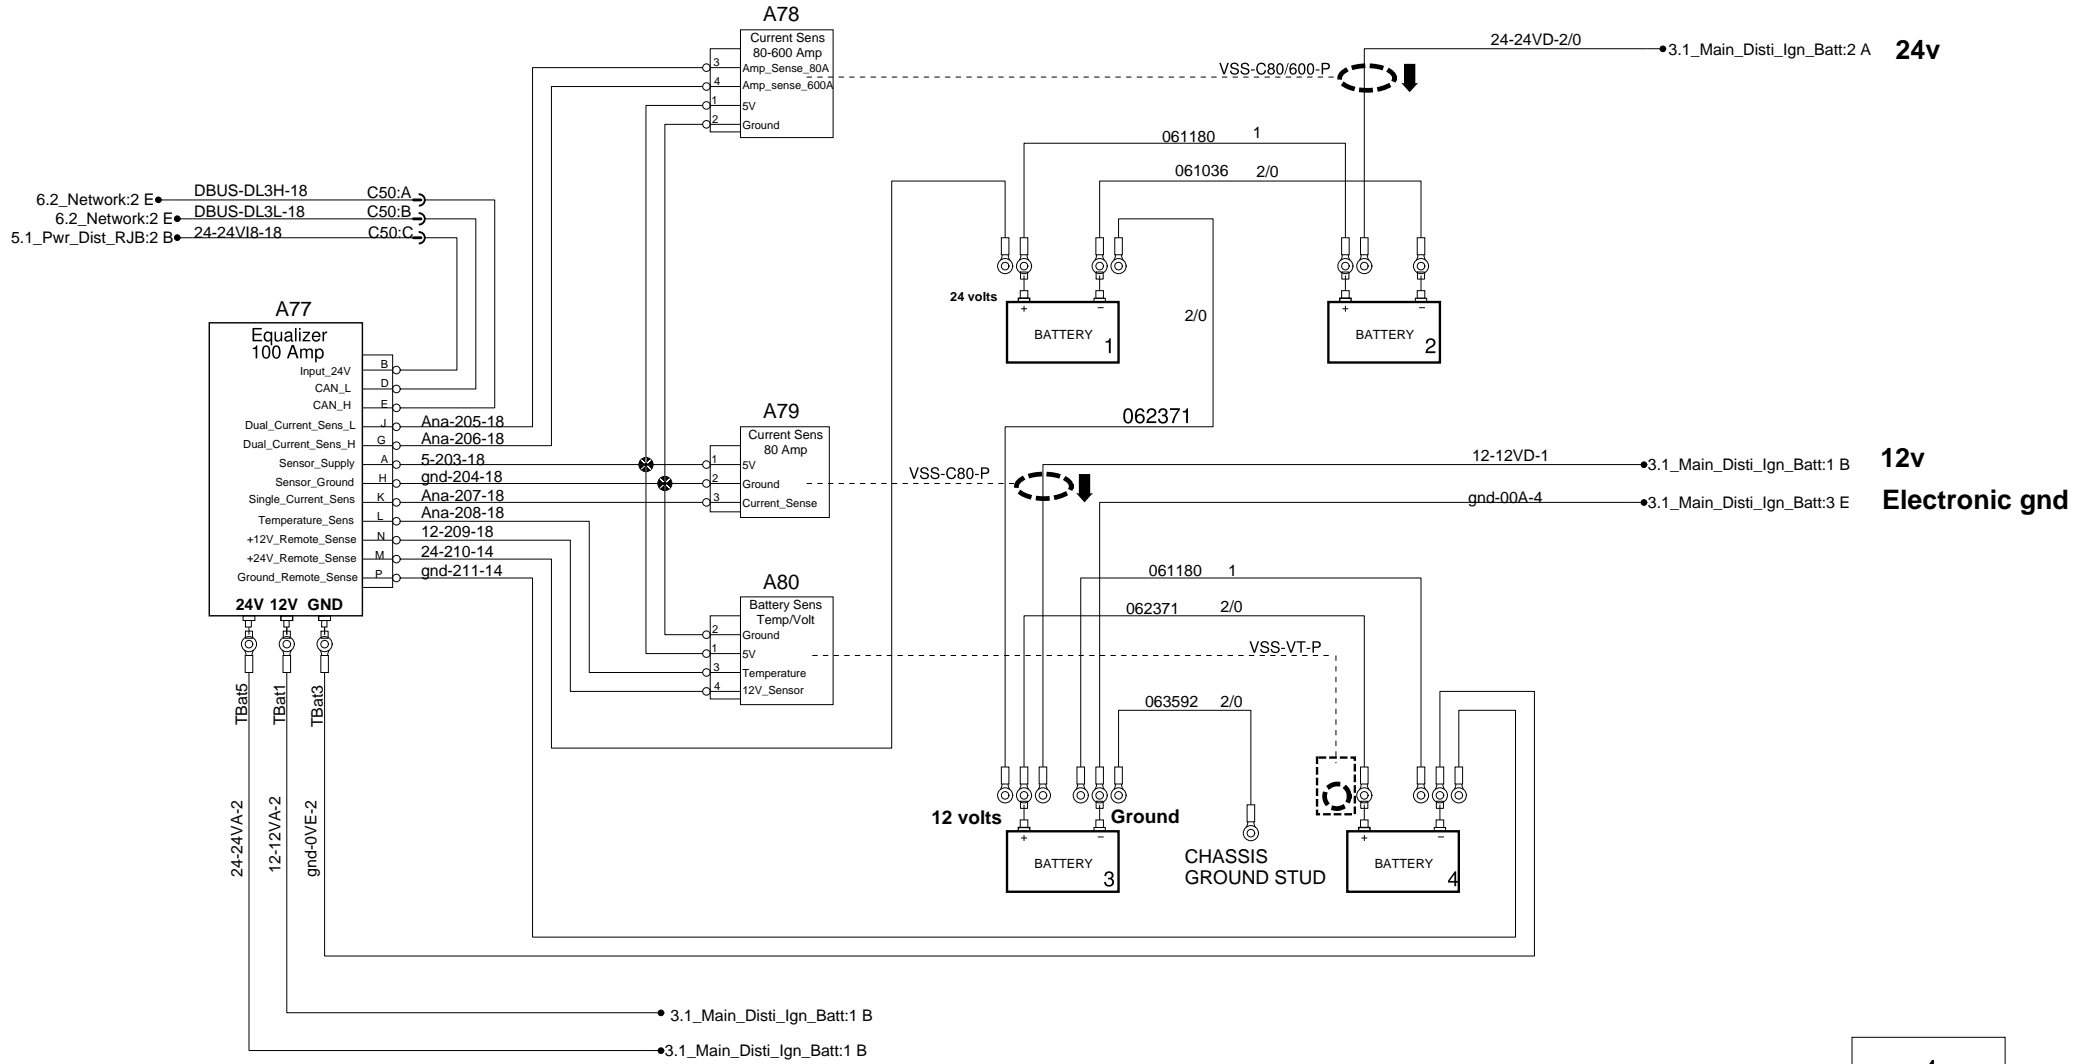 A78
Current Sens
80-600 Amp
3
Amp_Sense_80A
4
Amp_sense_600A
1
5V
2
Ground
VSS-C80/600-P
24-24VD-2/0
3.1_Main_Disti_Ign_Batt:2 A
24v
061180 1
061036 2/0
6.2_Network:2 E
DBUS-DL3H-18
C50:A
6.2_Network:2 E
DBUS-DL3L-18
C50:B
5.1_Pwr_Dist_RJB:2 B
24-24VI8-18
C50:C
24 volts
+
−
BATTERY
1
2/0
+
−
BATTERY
2
A77
Equalizer
100 Amp
Input_24V B
CAN_L D
CAN_H E
Dual_Current_Sens_L J Ana-205-18
Dual_Current_Sens_H G Ana-206-18
Sensor_Supply A 5-203-18
Sensor_Ground H gnd-204-18
Single_Current_Sens K Ana-207-18
Temperature_Sens L Ana-208-18
+12V_Remote_Sense N 12-209-18
+24V_Remote_Sense M 24-210-14
Ground_Remote_Sense P gnd-211-14
24V 12V GND
A79
Current Sens
80 Amp
1
5V
2
Ground
3
Current_Sense
VSS-C80-P
062371
12-12VD-1
3.1_Main_Disti_Ign_Batt:1 B
12v
gnd-00A-4
3.1_Main_Disti_Ign_Batt:3 E
Electronic gnd
A80
Battery Sens
Temp/Volt
2
Ground
1
5V
3
Temperature
4
12V_Sensor
061180 1
062371 2/0
VSS-VT-P
063592 2/0
TBat5
TBat1
TBat3
24-24VA-2
12-12VA-2
gnd-0VE-2
12 volts
Ground
+
−
BATTERY
3
CHASSIS
GROUND STUD
+
−
BATTERY
4
3.1_Main_Disti_Ign_Batt:1 B
3.1_Main_Disti_Ign_Batt:1 B